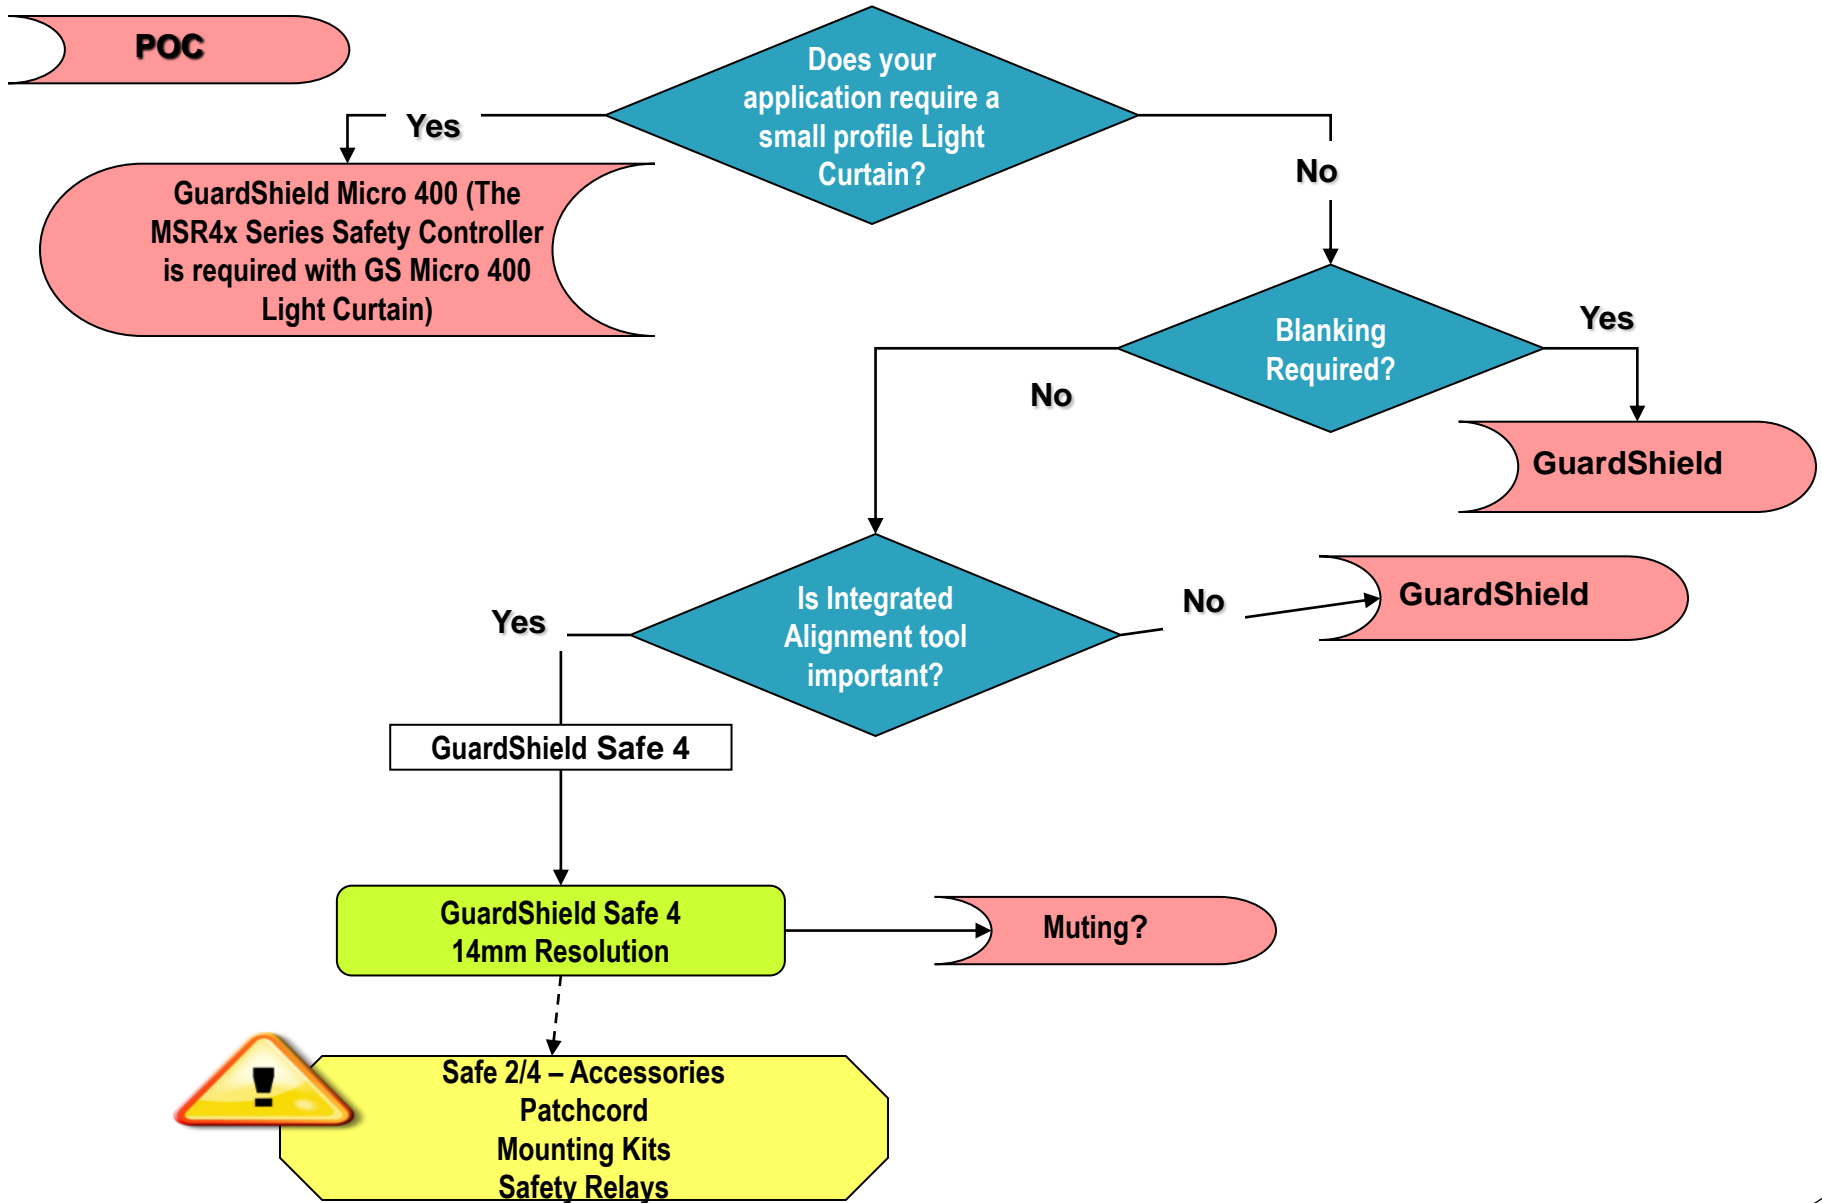 POC
Does your
application require a
small profile Light
Curtain?
Yes
No
GuardShield Micro 400 (The
MSR4x Series Safety Controller
is required with GS Micro 400
Light Curtain)
Blanking
Required?
Yes
No
GuardShield
Is Integrated
Alignment tool
important?
Yes
No
GuardShield
GuardShield Safe 4
GuardShield Safe 4
14mm Resolution
Muting?
!
Safe 2/4 – Accessories
Patchcord
Mounting Kits
Safety Relays